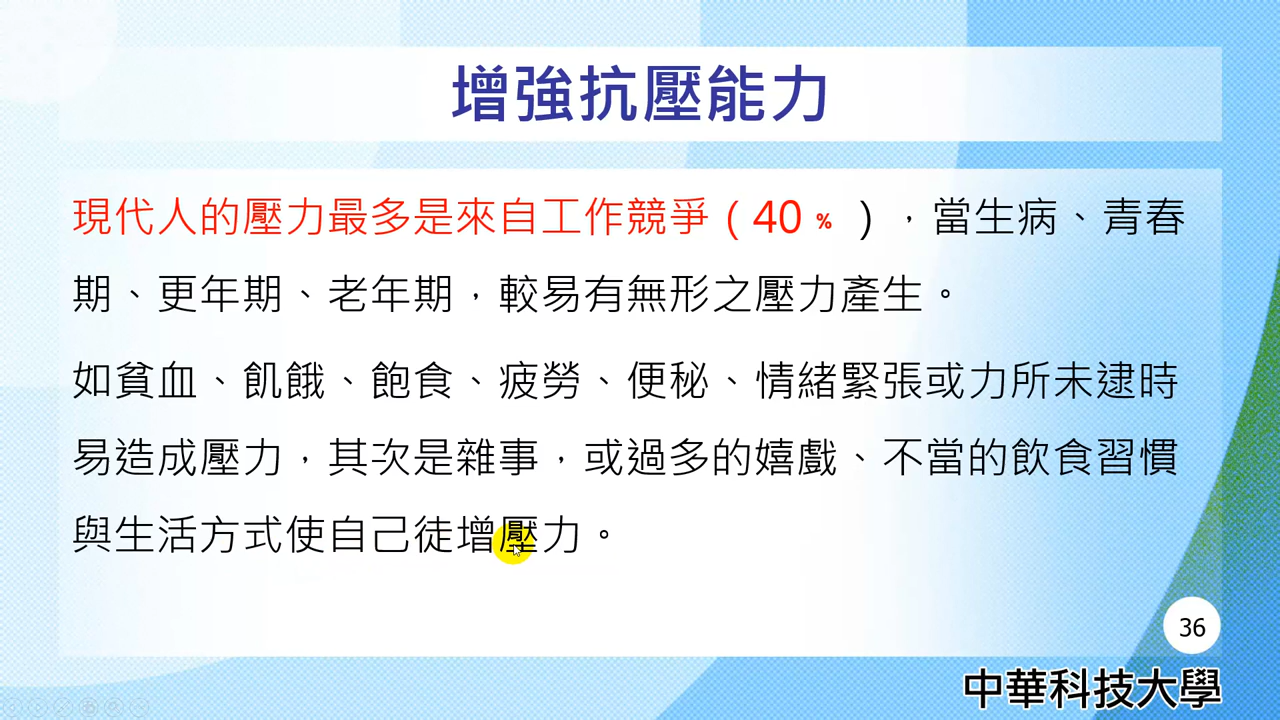 增強抗壓能力
現代人的壓力最多是來自工作競爭（40﹪），當生病、青春
期、更年期、老年期，較易有無形之壓力產生。
如貧血、飢餓、飽食、疲勞、便秘、情緒緊張或力所未逮時
易造成壓力，其次是雜事，或過多的嬉戲、不當的飲食習慣
與生活方式使自己徒增壓力。
36
中華科技大學